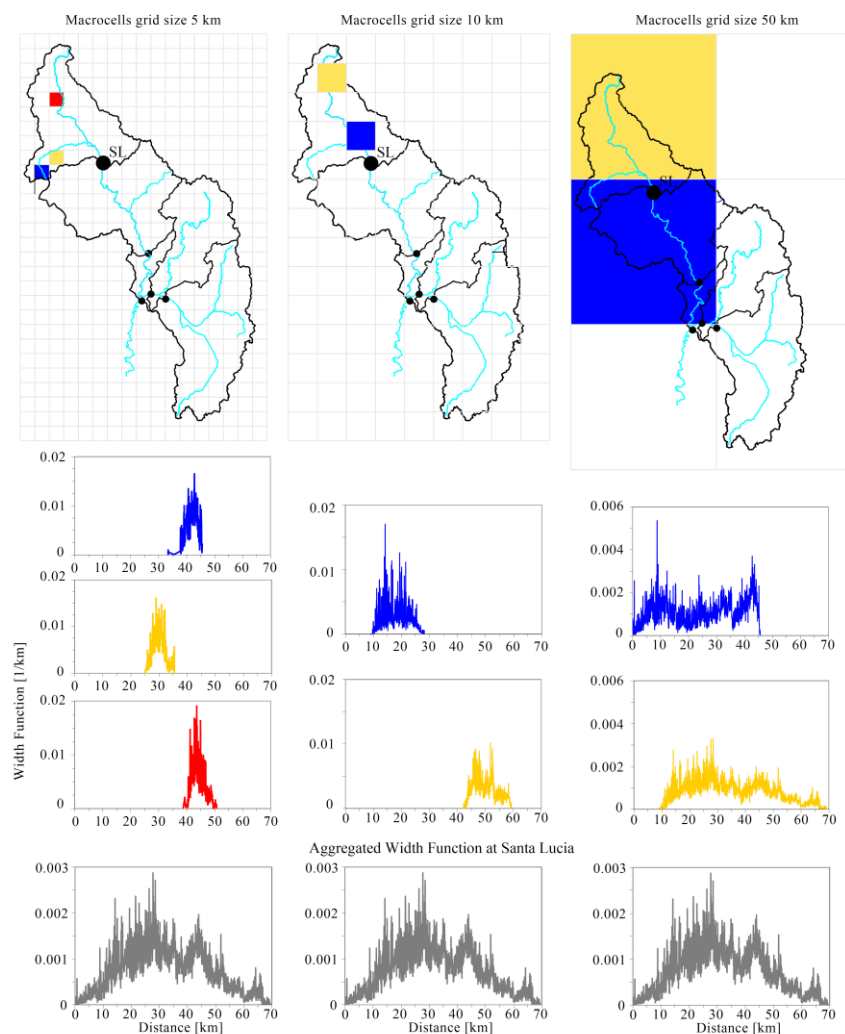 Macrocells grid size 5 km
Macrocells grid size 10 km
Macrocells grid size 50 km
SL
SL
SL
Width Function [1/km]
0.02
0.01
0
0 10 20 30 40 50 60 70
0.02
0.01
0
0 10 20 30 40 50 60 70
0.02
0.01
0
0 10 20 30 40 50 60 70
0.02
0.01
0
0 10 20 30 40 50 60 70
0.02
0.01
0
0 10 20 30 40 50 60 70
0.006
0.004
0.002
0
0 10 20 30 40 50 60 70
0.006
0.004
0.002
0
0 10 20 30 40 50 60 70
Aggregated Width Function at Santa Lucia
0.003
0.002
0.001
0
0 10 20 30 40 50 60 70
Distance [km]
0.003
0.002
0.001
0
0 10 20 30 40 50 60 70
Distance [km]
0.003
0.002
0.001
0
0 10 20 30 40 50 60 70
Distance [km]